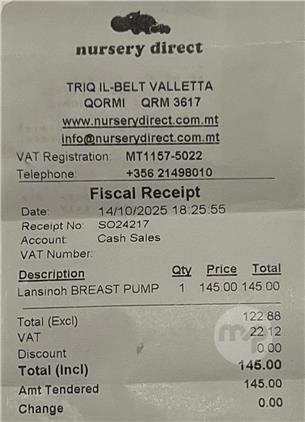 nursery direct
TRIQ IL-BELT VALLETTA
QORMI QRM 3617
www.nurserydirect.com.mt
info@nurserydirect.com.mt
VAT Registration: MT1157-5022
Telephone: +356 21498010
Fiscal Receipt
Date: 14/10/2025 18:25:55
Receipt No: SO24217
Account: Cash Sales
VAT Number:
Description Qty Price Total
Lansinoh BREAST PUMP 1 145.00 145.00
Total (Excl) 122.88
VAT 22.12
Discount 0.00
Total (Incl) 145.00
Amt Tendered 145.00
Change 0.00